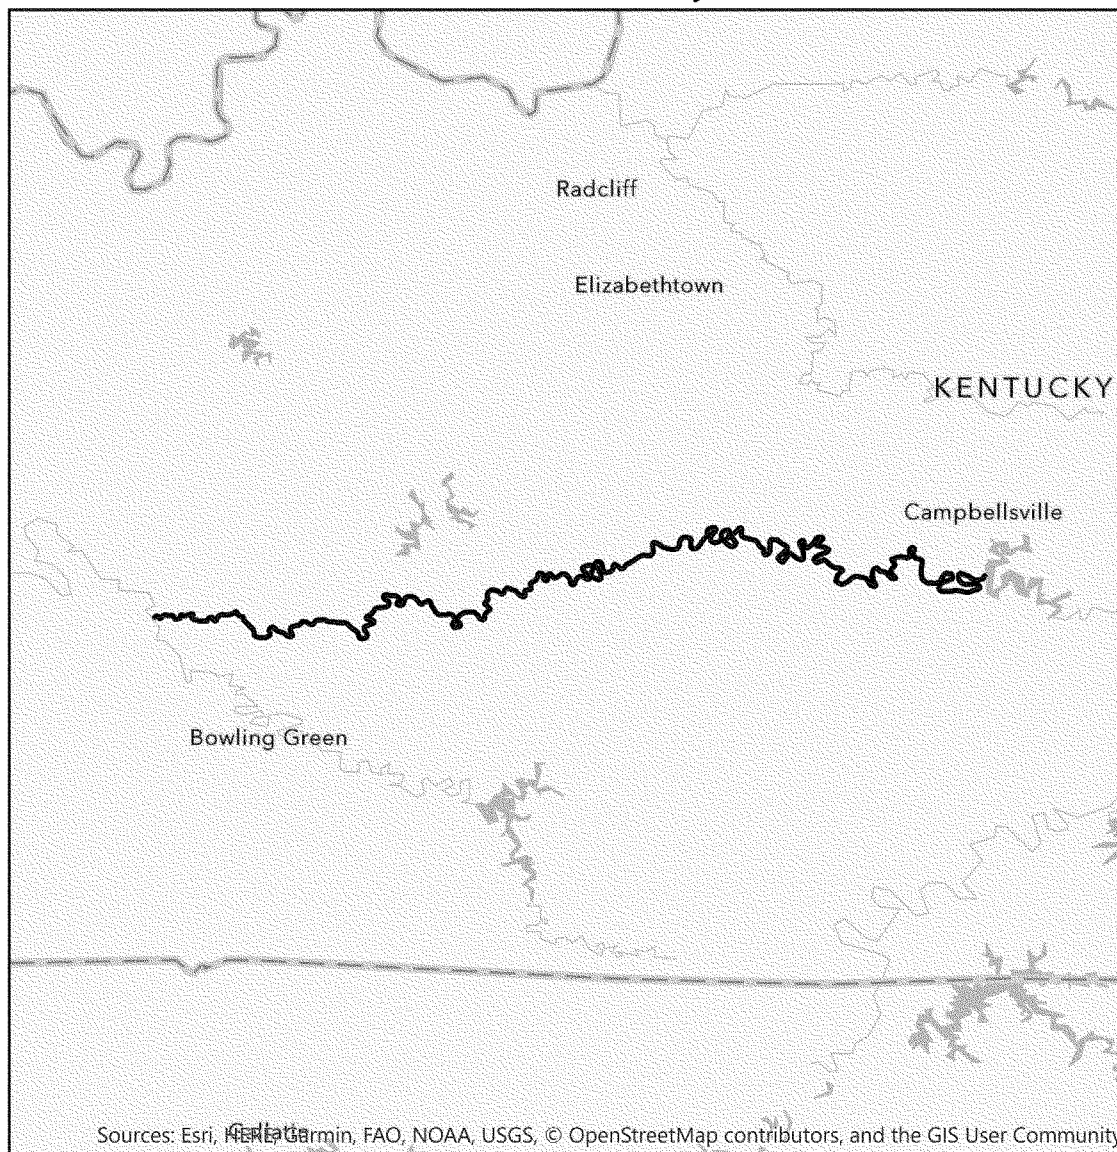 Radcliff
Elizabethtown
KENTUCKY
Campbellsville
Bowling Green
Sources: Esri, HERE, Garmin, FAO, NOAA, USGS, © OpenStreetMap contributors, and the GIS User Community